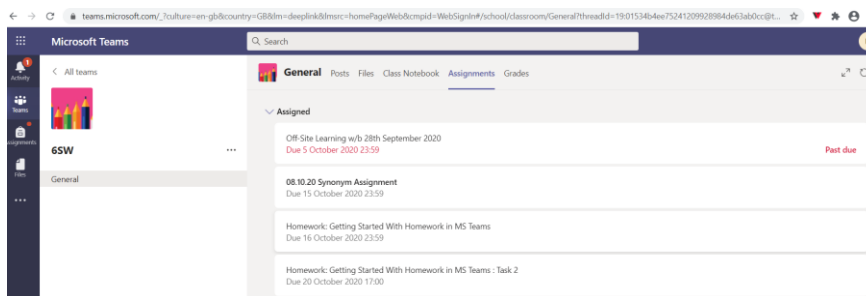 teams.microsoft.com/_?culture=en-gb&country=GB&lm=deeplink&lmsrc=homePageWeb&cmpid=WebSignIn#/school/classroom/General?threadId=19:01534b4ee75241209928984de63ab0cc@t...
Microsoft Teams
Search
1
Activity
Teams
Assignments
Files
...
All teams
6SW
...
General
General Posts Files Class Notebook Assignments Grades
Assigned
Off-Site Learning w/b 28th September 2020
Due 5 October 2020 23:59
Past due
08.10.20 Synonym Assignment
Due 15 October 2020 23:59
Homework: Getting Started With Homework in MS Teams
Due 16 October 2020 23:59
Homework: Getting Started With Homework in MS Teams : Task 2
Due 20 October 2020 17:00